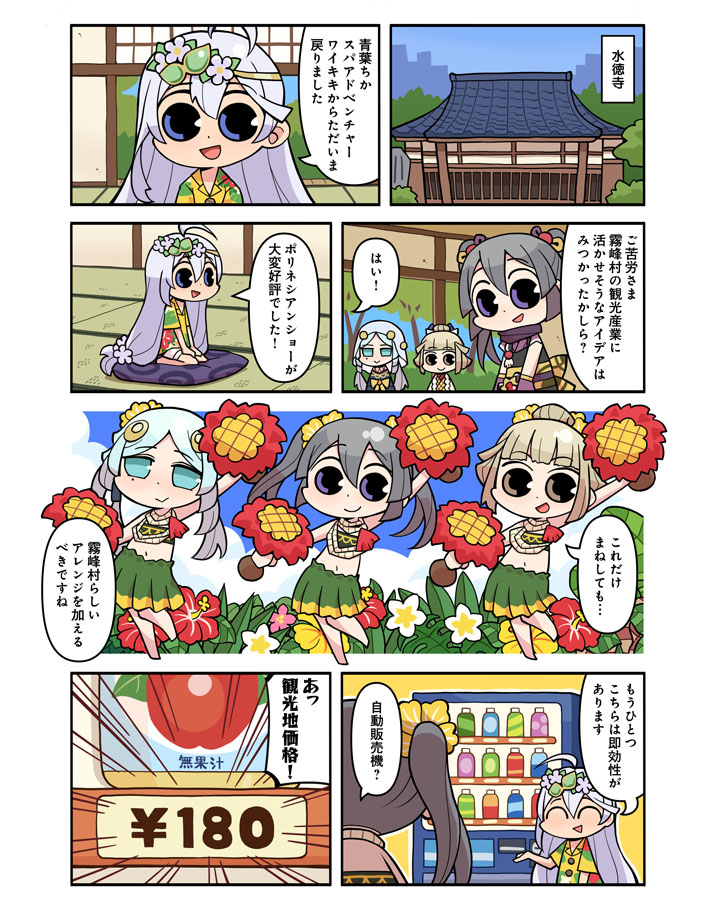 水徳寺
青葉ちか
スパアドベンチャー
ワイキキからただいま
戻りました
ご苦労さま
霧峰村の観光産業に
活かせそうなアイデアは
みつかったかしら？
はい！
ポリネシアンショーが
大変好評でした！
これだけ
まねしても…
霧峰村らしい
アレンジを加える
べきですね
もうひとつ
こちらは即効性が
あります
自動販売機？
あっ
観光地価格！
無果汁
¥180